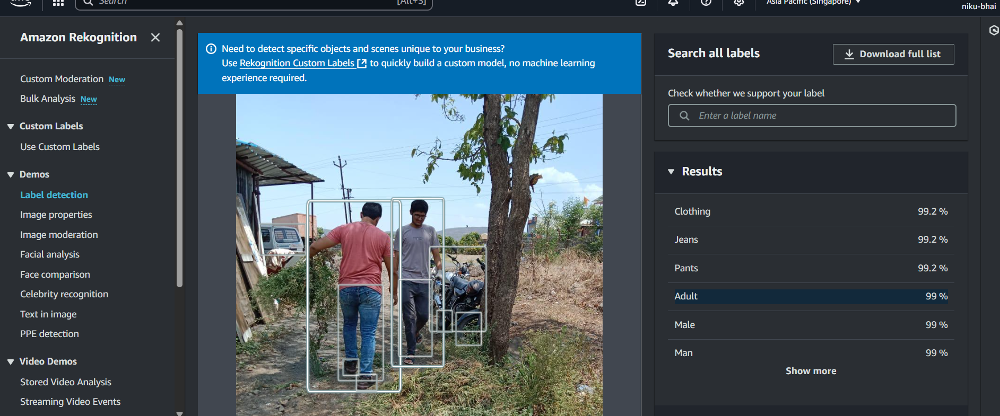 aws
Search
[Alt+S]
Asia Pacific (Singapore)
niku-bhai
Amazon Rekognition
Custom Moderation New
Bulk Analysis New
Custom Labels
Use Custom Labels
Demos
Label detection
Image properties
Image moderation
Facial analysis
Face comparison
Celebrity recognition
Text in image
PPE detection
Video Demos
Stored Video Analysis
Streaming Video Events
Need to detect specific objects and scenes unique to your business?
Use Rekognition Custom Labels to quickly build a custom model, no machine learning
experience required.
Search all labels
Download full list
Check whether we support your label
Enter a label name
Results
Clothing 99.2 %
Jeans 99.2 %
Pants 99.2 %
Adult 99 %
Male 99 %
Man 99 %
Show more